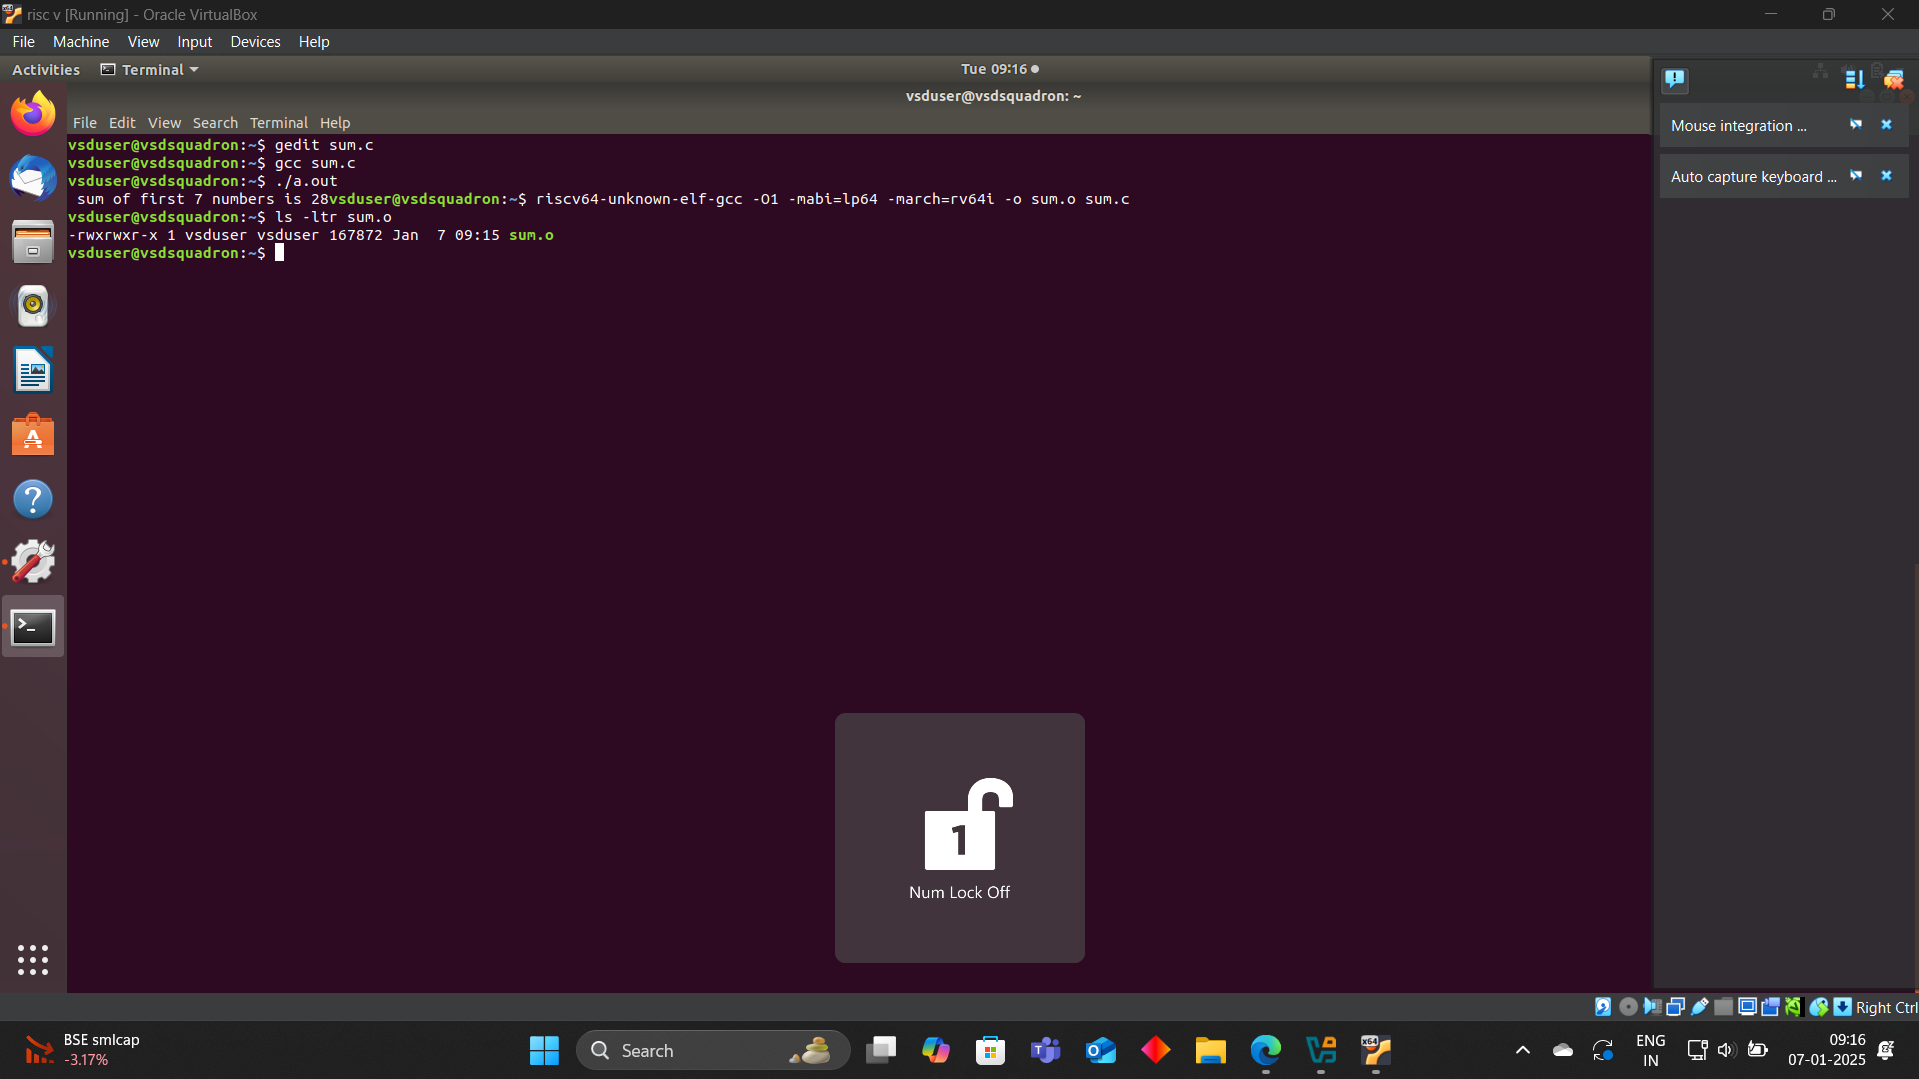 risc v [Running] - Oracle VirtualBox
File Machine View Input Devices Help
Activities Terminal Tue 09:16
vsduser@vsdsquadron: ~
File Edit View Search Terminal Help
vsduser@vsdsquadron:~$ gedit sum.c
vsduser@vsdsquadron:~$ gcc sum.c
vsduser@vsdsquadron:~$ ./a.out
 sum of first 7 numbers is 28vsduser@vsdsquadron:~$ riscv64-unknown-elf-gcc -O1 -mabi=lp64 -march=rv64i -o sum.o sum.c
vsduser@vsdsquadron:~$ ls -ltr sum.o
-rwxrwxr-x 1 vsduser vsduser 167872 Jan  7 09:15 sum.o
vsduser@vsdsquadron:~$
Mouse integration ...
Auto capture keyboard ...
1
Num Lock Off
Right Ctrl
BSE smlcap
-3.17%
Search
ENG
IN
09:16
07-01-2025